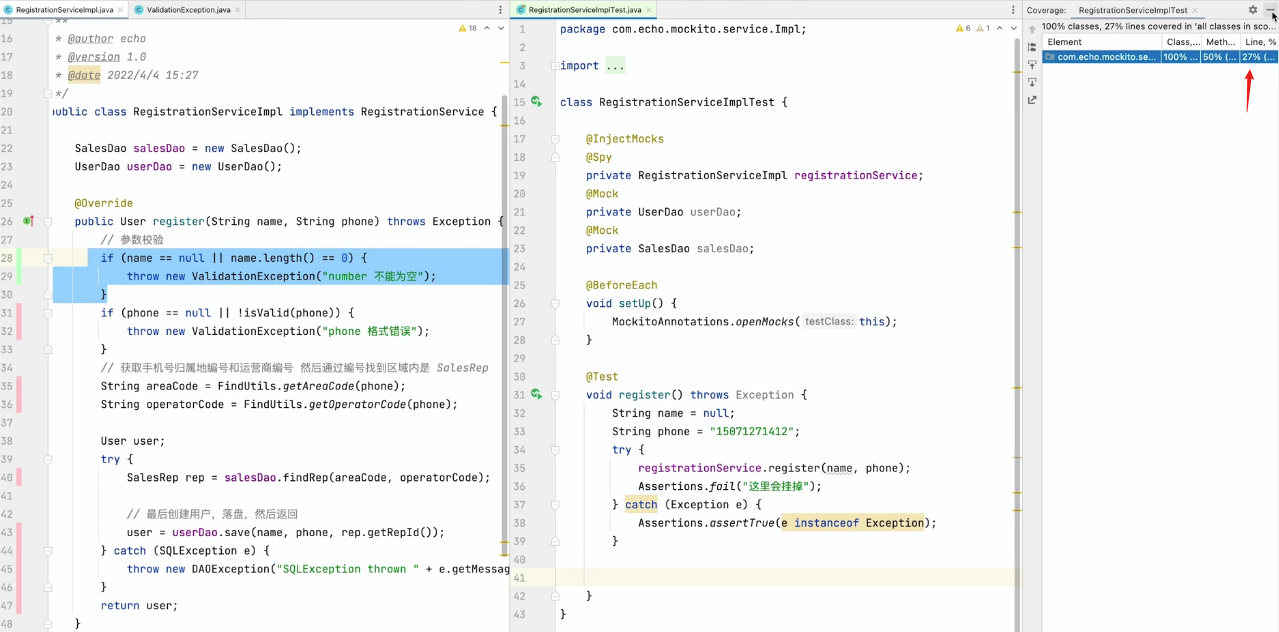 RegistrationServiceImpl.java
ValidationException.java
15 **
16 * @author echo
17 * @version 1.0
18 * @date 2022/4/4 15:27
19 */
20 public class RegistrationServiceImpl implements RegistrationService {
21
22 SalesDao salesDao = new SalesDao();
23 UserDao userDao = new UserDao();
24
25 @Override
26 public User register(String name, String phone) throws Exception {
27 // 参数校验
28 if (name == null || name.length() == 0) {
29 throw new ValidationException("number 不能为空");
30 }
31 if (phone == null || !isValid(phone)) {
32 throw new ValidationException("phone 格式错误");
33 }
34 // 获取手机号归属地编号和运营商编号 然后通过编号找到区域内是 SalesRep
35 String areaCode = FindUtils.getAreaCode(phone);
36 String operatorCode = FindUtils.getOperatorCode(phone);
37
38 User user;
39 try {
40 SalesRep rep = salesDao.findRep(areaCode, operatorCode);
41
42 // 最后创建用户，落盘，然后返回
43 user = userDao.save(name, phone, rep.getRepId());
44 } catch (SQLException e) {
45 throw new DAOException("SQLException thrown " + e.getMessag
46 }
47 return user;
48 }
18
RegistrationServiceImplTest.java
6 1
1 package com.echo.mockito.service.Impl;
2
3 import ...
14
15 class RegistrationServiceImplTest {
16
17 @InjectMocks
18 @Spy
19 private RegistrationServiceImpl registrationService;
20 @Mock
21 private UserDao userDao;
22 @Mock
23 private SalesDao salesDao;
24
25 @BeforeEach
26 void setUp() {
27 MockitoAnnotations.openMocks( testClass: this);
28 }
29
30 @Test
31 void register() throws Exception {
32 String name = null;
33 String phone = "15071271412";
34 try {
35 registrationService.register(name, phone);
36 Assertions.fail("这里会挂掉");
37 } catch (Exception e) {
38 Assertions.assertTrue(e instanceof Exception);
39 }
40
41
42 }
43 }
Coverage: RegistrationServiceImplTest
100% classes, 27% lines covered in 'all classes in sco...
Element Class,... Meth... Line, %
com.echo.mockito.se... 100% ... 50% (... 27% (...